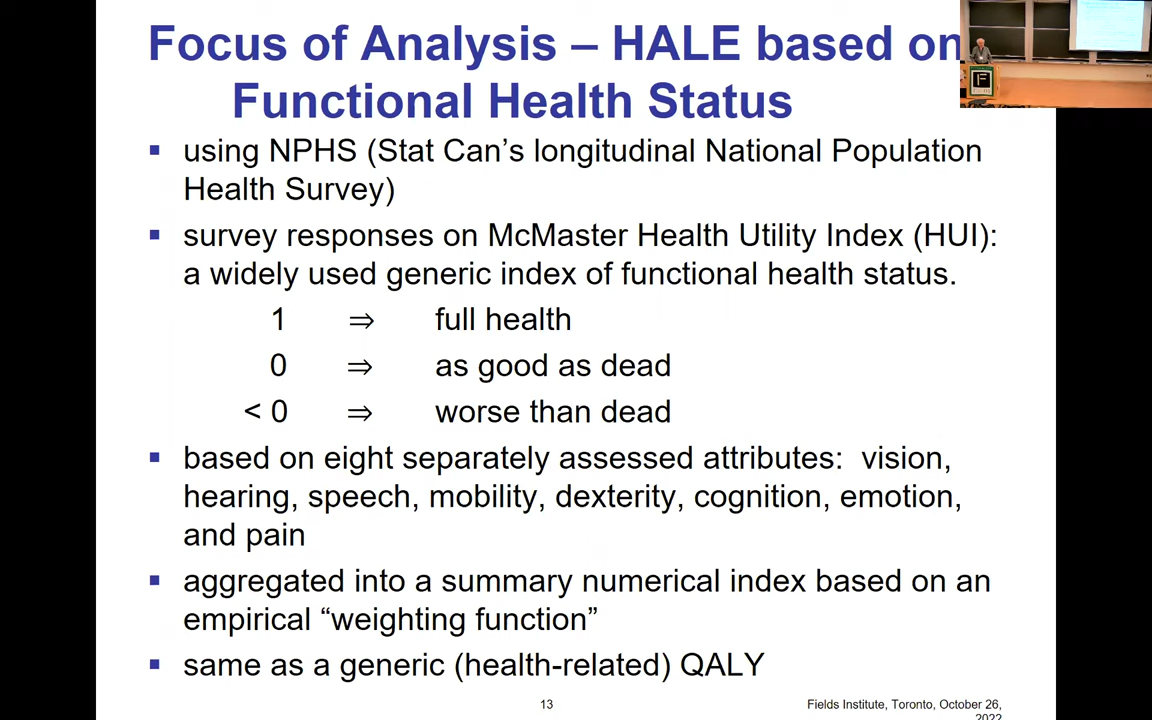 Focus of Analysis – HALE based on
Functional Health Status
▪ using NPHS (Stat Can’s longitudinal National Population
Health Survey)
▪ survey responses on McMaster Health Utility Index (HUI):
a widely used generic index of functional health status.
1 ⇒ full health
0 ⇒ as good as dead
< 0 ⇒ worse than dead
▪ based on eight separately assessed attributes: vision,
hearing, speech, mobility, dexterity, cognition, emotion,
and pain
▪ aggregated into a summary numerical index based on an
empirical “weighting function”
▪ same as a generic (health-related) QALY
13
Fields Institute, Toronto, October 26,
2022